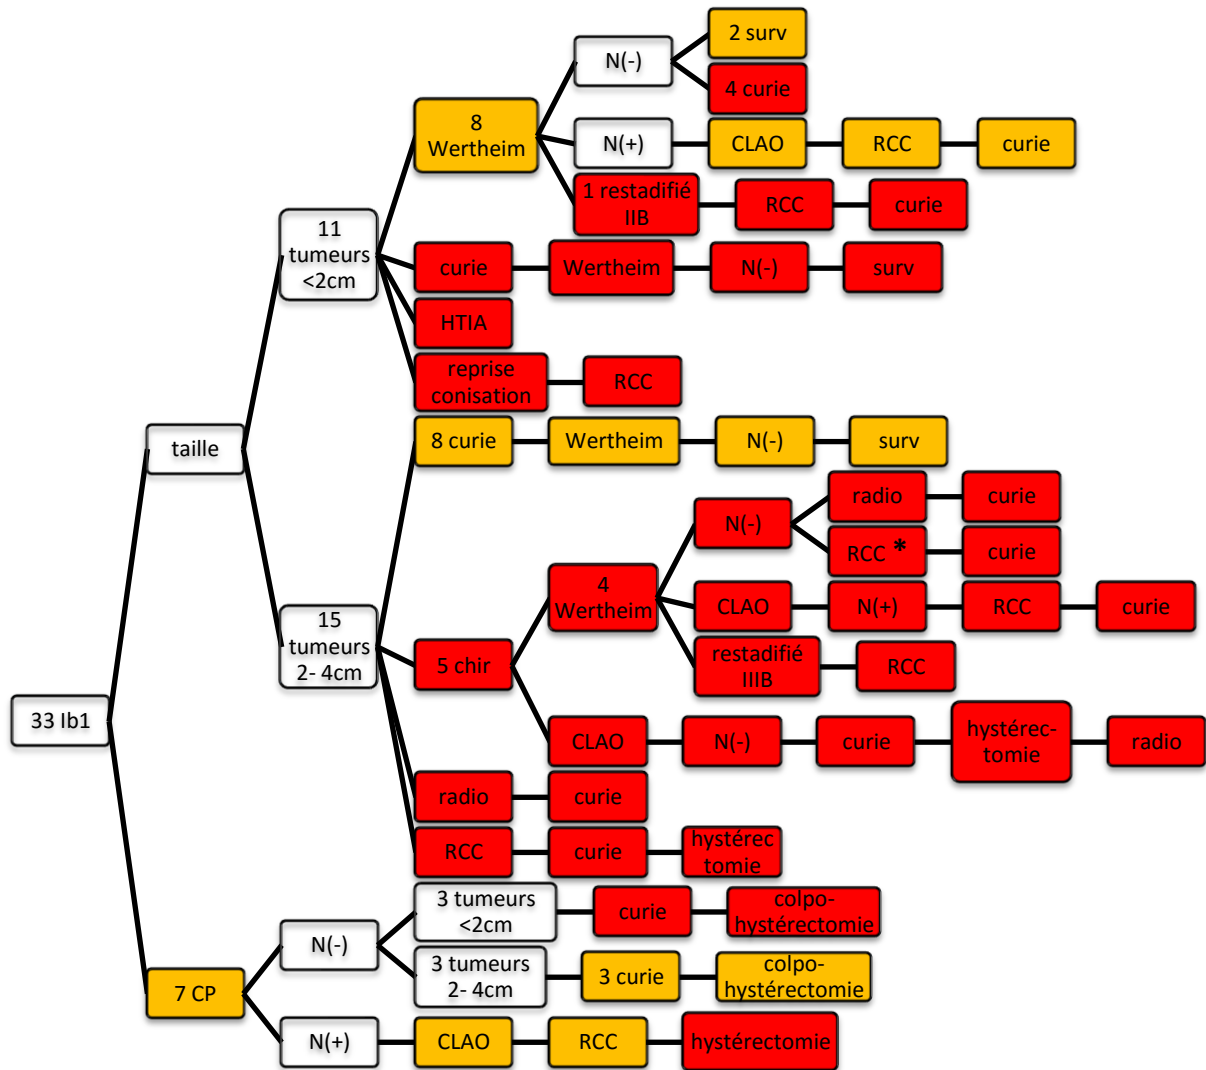 2 surv
N(-)
4 curie
8
Wertheim
N(+)
CLAO
RCC
curie
1 restadifié
IIB
RCC
curie
11
tumeurs
<2cm
curie
Wertheim
N(-)
surv
HTIA
reprise
conisation
RCC
taille
8 curie
Wertheim
N(-)
surv
radio
curie
N(-)
RCC *
curie
4
Wertheim
CLAO
N(+)
RCC
curie
15
tumeurs
2- 4cm
5 chir
restadifié
IIIB
RCC
33 Ib1
CLAO
N(-)
curie
hystérec-
tomie
radio
radio
curie
RCC
curie
hystérec
tomie
3 tumeurs
<2cm
curie
colpo-
hystérectomie
N(-)
3 tumeurs
2- 4cm
3 curie
colpo-
hystérectomie
7 CP
N(+)
CLAO
RCC
hystérectomie